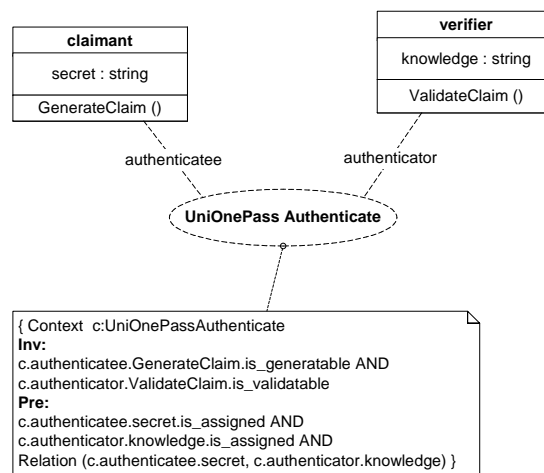 claimant
secret : string
GenerateClaim ()
verifier
knowledge : string
ValidateClaim ()
authenticatee
authenticator
UniOnePass Authenticate
{ Context  c:UniOnePassAuthenticate
Inv:
c.authenticatee.GenerateClaim.is_generatable AND
c.authenticator.ValidateClaim.is_validatable
Pre:
c.authenticatee.secret.is_assigned AND
c.authenticator.knowledge.is_assigned AND
Relation (c.authenticatee.secret, c.authenticator.knowledge) }